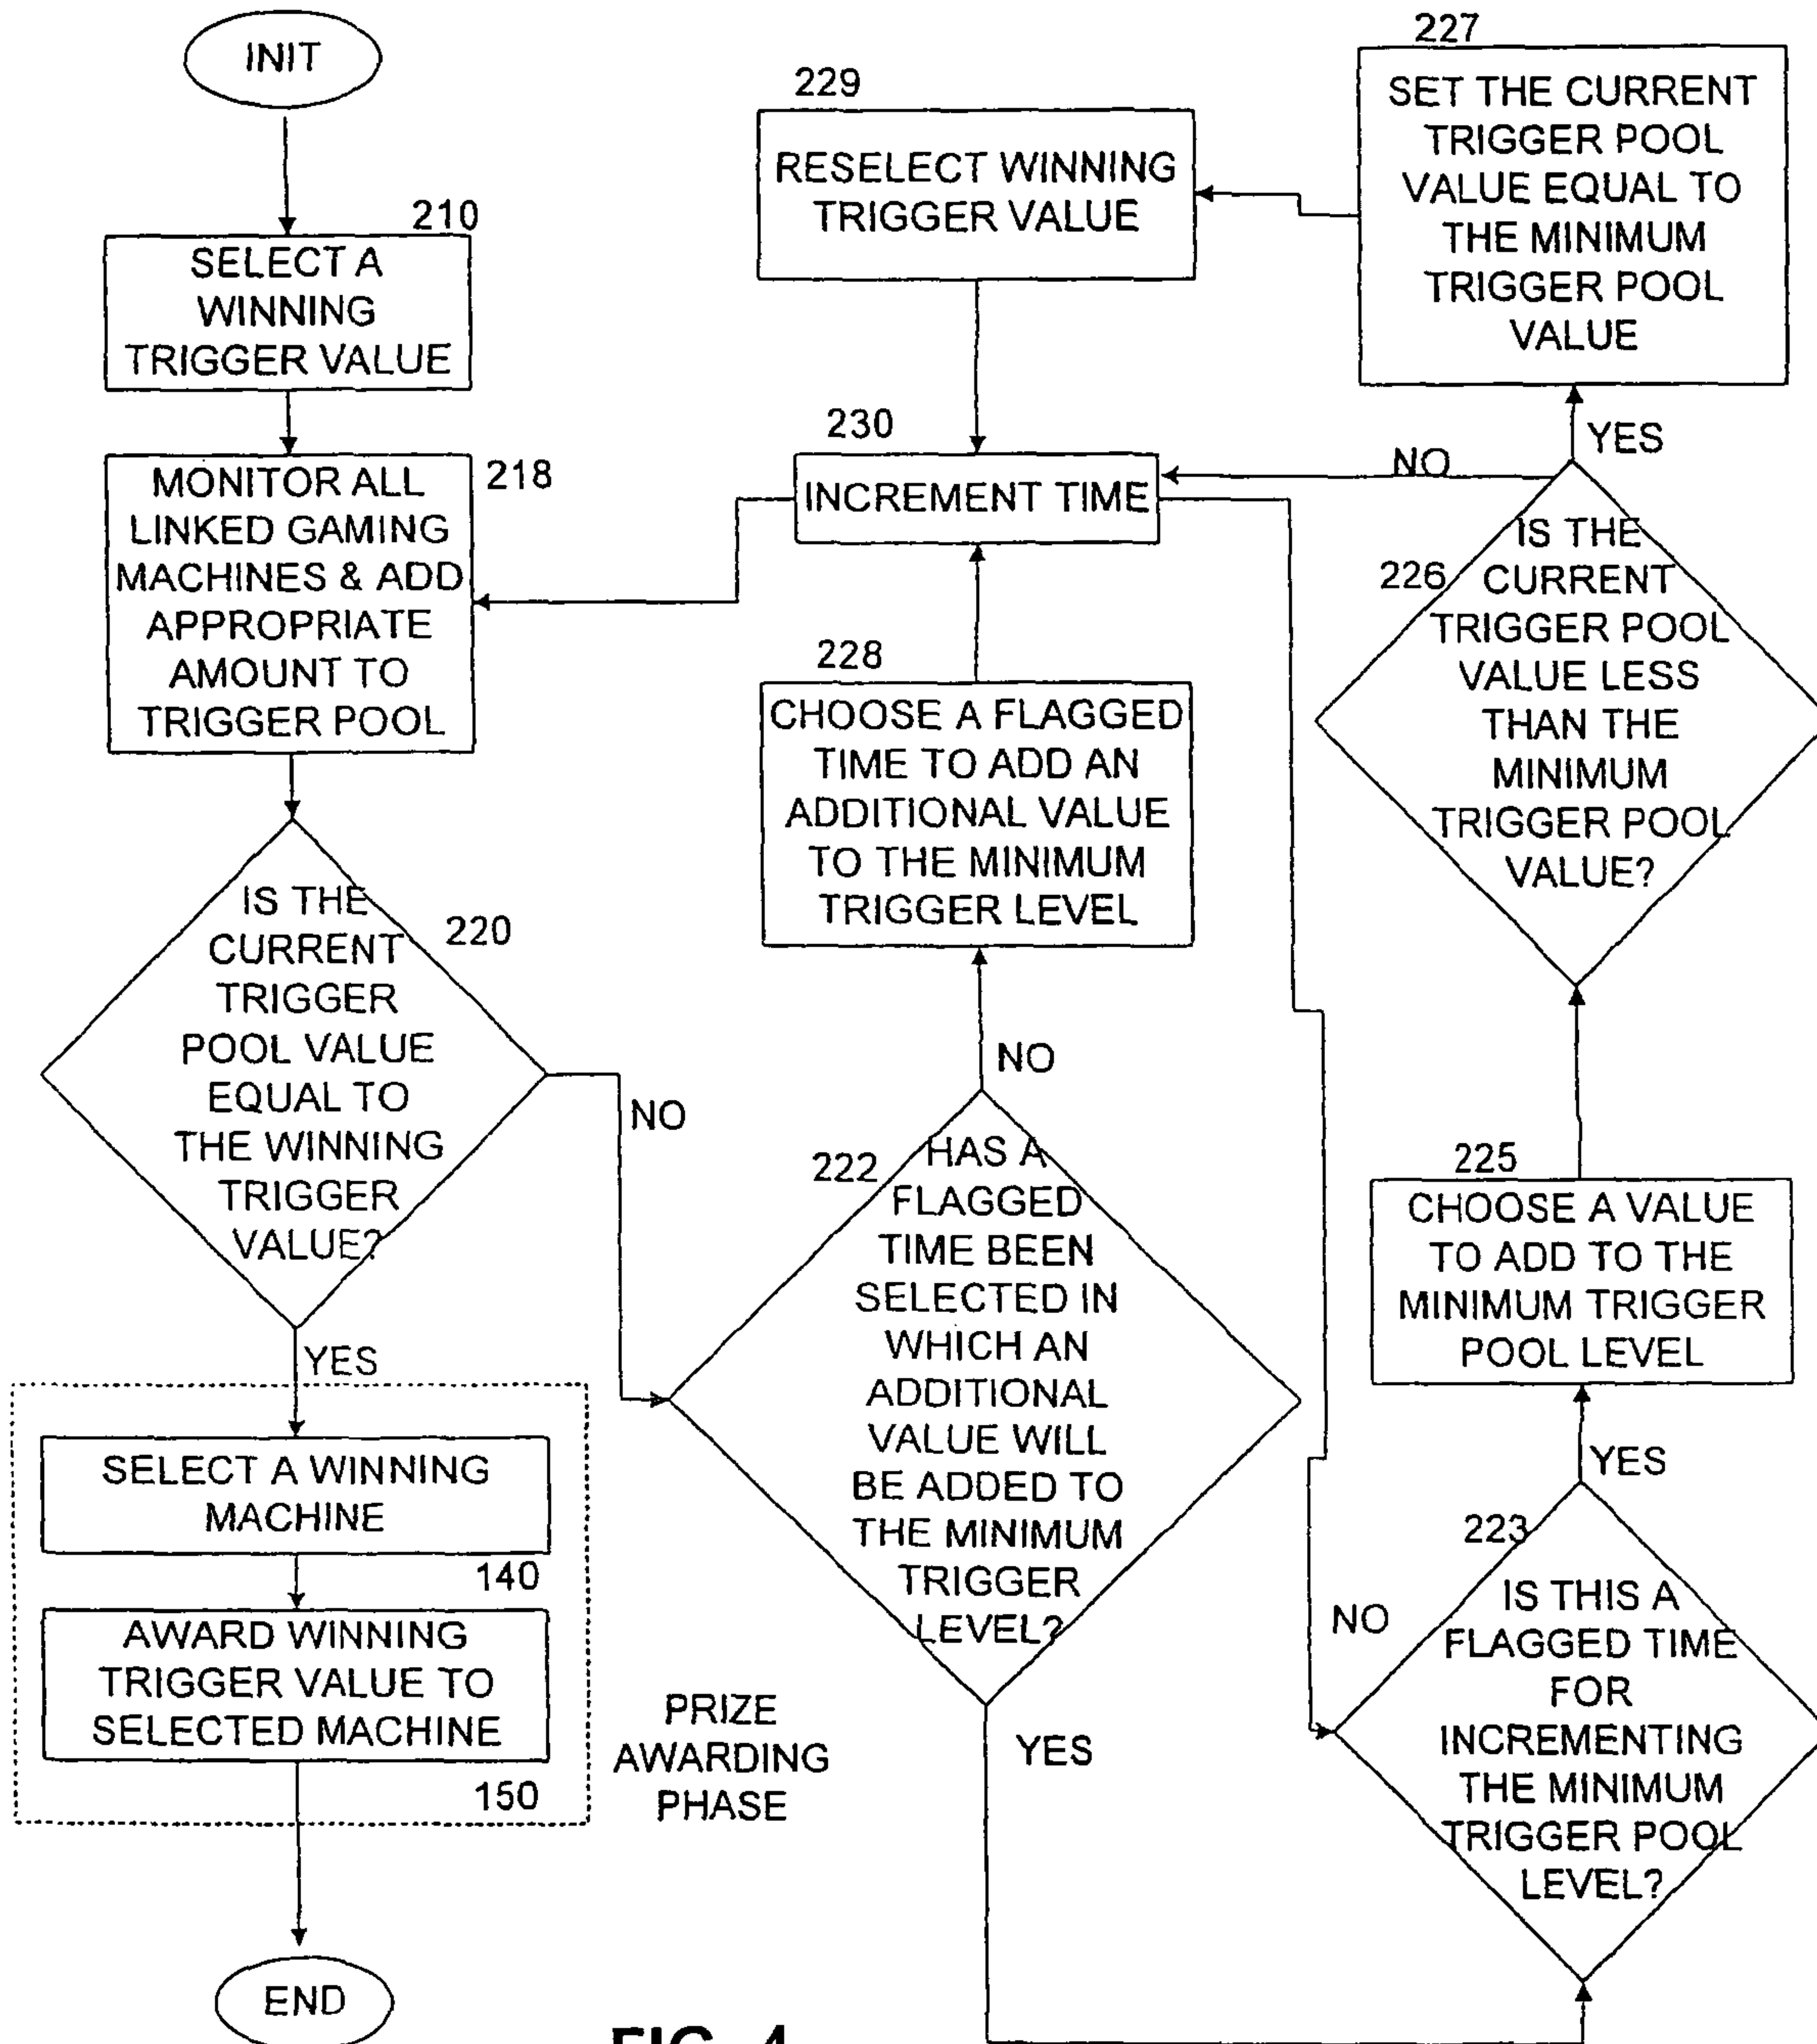 INIT
210
SELECT A
WINNING
TRIGGER VALUE
MONITOR ALL
LINKED GAMING
MACHINES & ADD
APPROPRIATE
AMOUNT TO
TRIGGER POOL
218
IS THE
CURRENT
TRIGGER
POOL VALUE
EQUAL TO
THE WINNING
TRIGGER
VALUE?
220
NO
YES
SELECT A WINNING
MACHINE
140
AWARD WINNING
TRIGGER VALUE TO
SELECTED MACHINE
150
PRIZE
AWARDING
PHASE
END
229
RESELECT WINNING
TRIGGER VALUE
230
INCREMENT TIME
228
CHOOSE A FLAGGED
TIME TO ADD AN
ADDITIONAL VALUE
TO THE MINIMUM
TRIGGER LEVEL
NO
222
HAS A
FLAGGED
TIME BEEN
SELECTED IN
WHICH AN
ADDITIONAL
VALUE WILL
BE ADDED TO
THE MINIMUM
TRIGGER
LEVEL?
YES
227
SET THE CURRENT
TRIGGER POOL
VALUE EQUAL TO
THE MINIMUM
TRIGGER POOL
VALUE
YES
NO
226
IS THE
CURRENT
TRIGGER POOL
VALUE LESS
THAN THE
MINIMUM
TRIGGER POOL
VALUE?
225
CHOOSE A VALUE
TO ADD TO THE
MINIMUM TRIGGER
POOL LEVEL
YES
223
NO
IS THIS A
FLAGGED TIME
FOR
INCREMENTING
THE MINIMUM
TRIGGER POOL
LEVEL?
FIG. 4